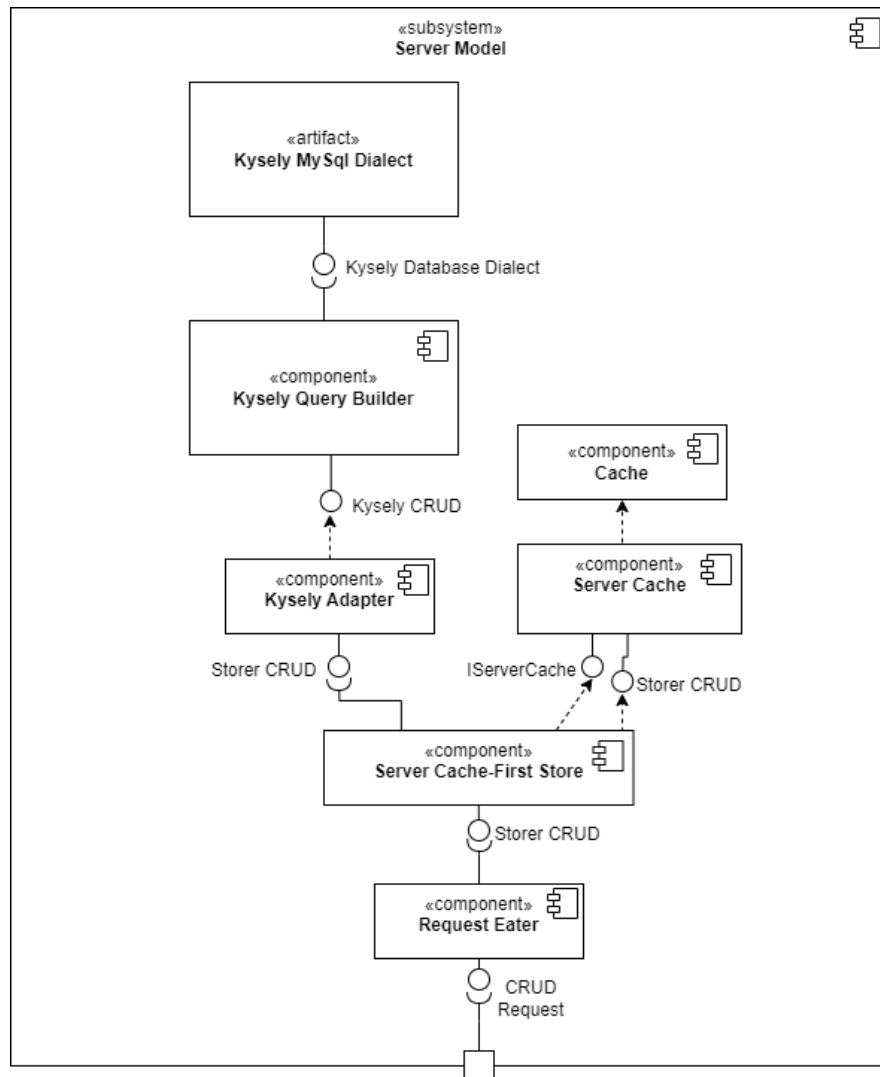 «subsystem»
Server Model
«artifact»
Kysely MySql Dialect
Kysely Database Dialect
«component»
Kysely Query Builder
«component»
Cache
Kysely CRUD
«component»
Kysely Adapter
«component»
Server Cache
Storer CRUD
IServerCache
Storer CRUD
«component»
Server Cache-First Store
Storer CRUD
«component»
Request Eater
CRUD
Request